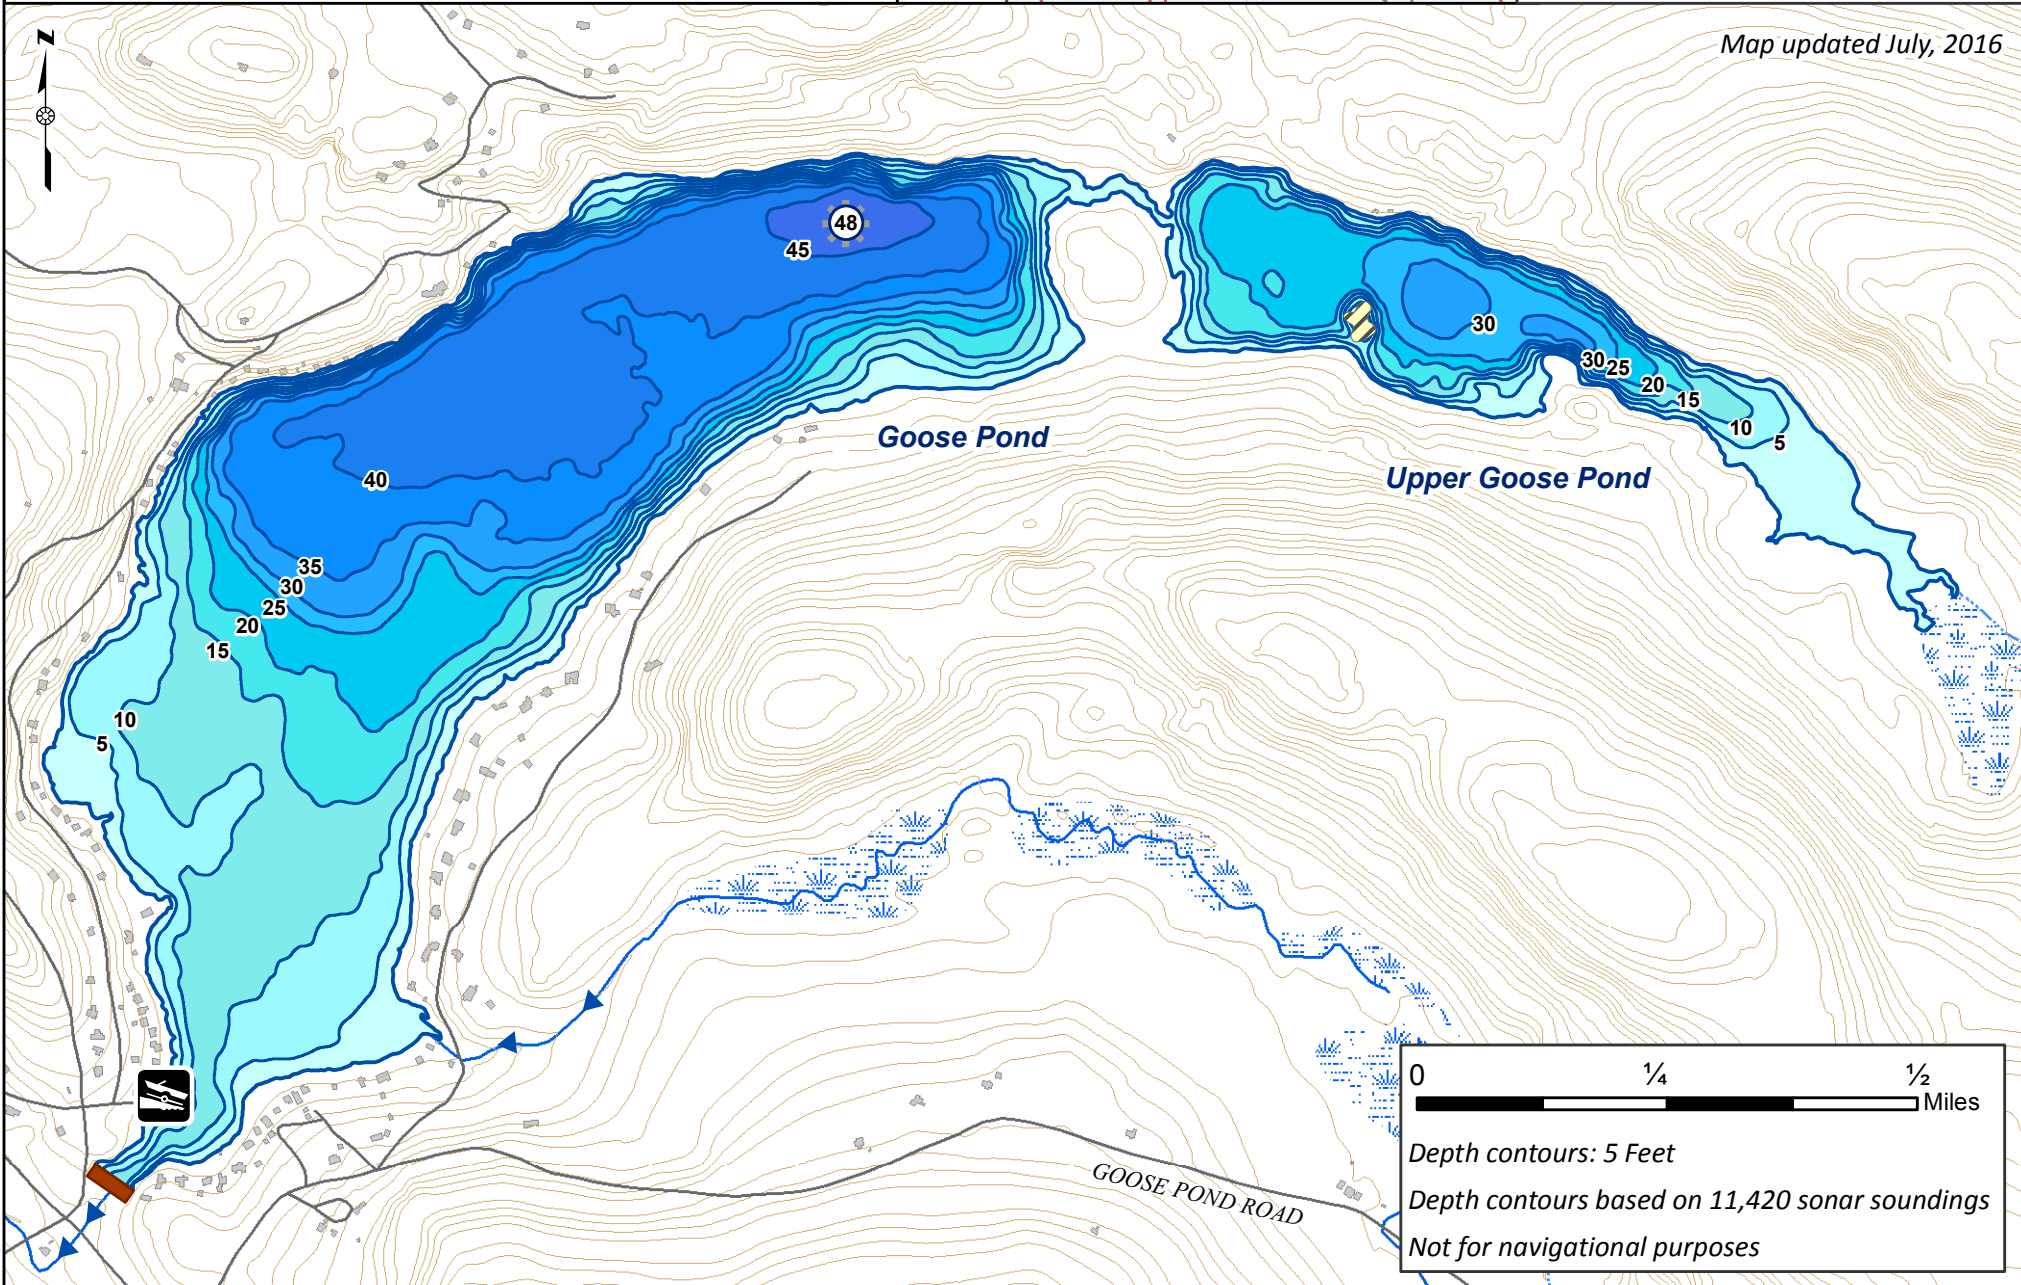 Map updated July, 2016
N
48
45
30
30
25
20
15
10
5
Goose Pond
Upper Goose Pond
40
35
30
25
20
15
10
5
0 ¼ ½
Miles
Depth contours: 5 Feet
Depth contours based on 11,420 sonar soundings
Not for navigational purposes
GOOSE POND ROAD